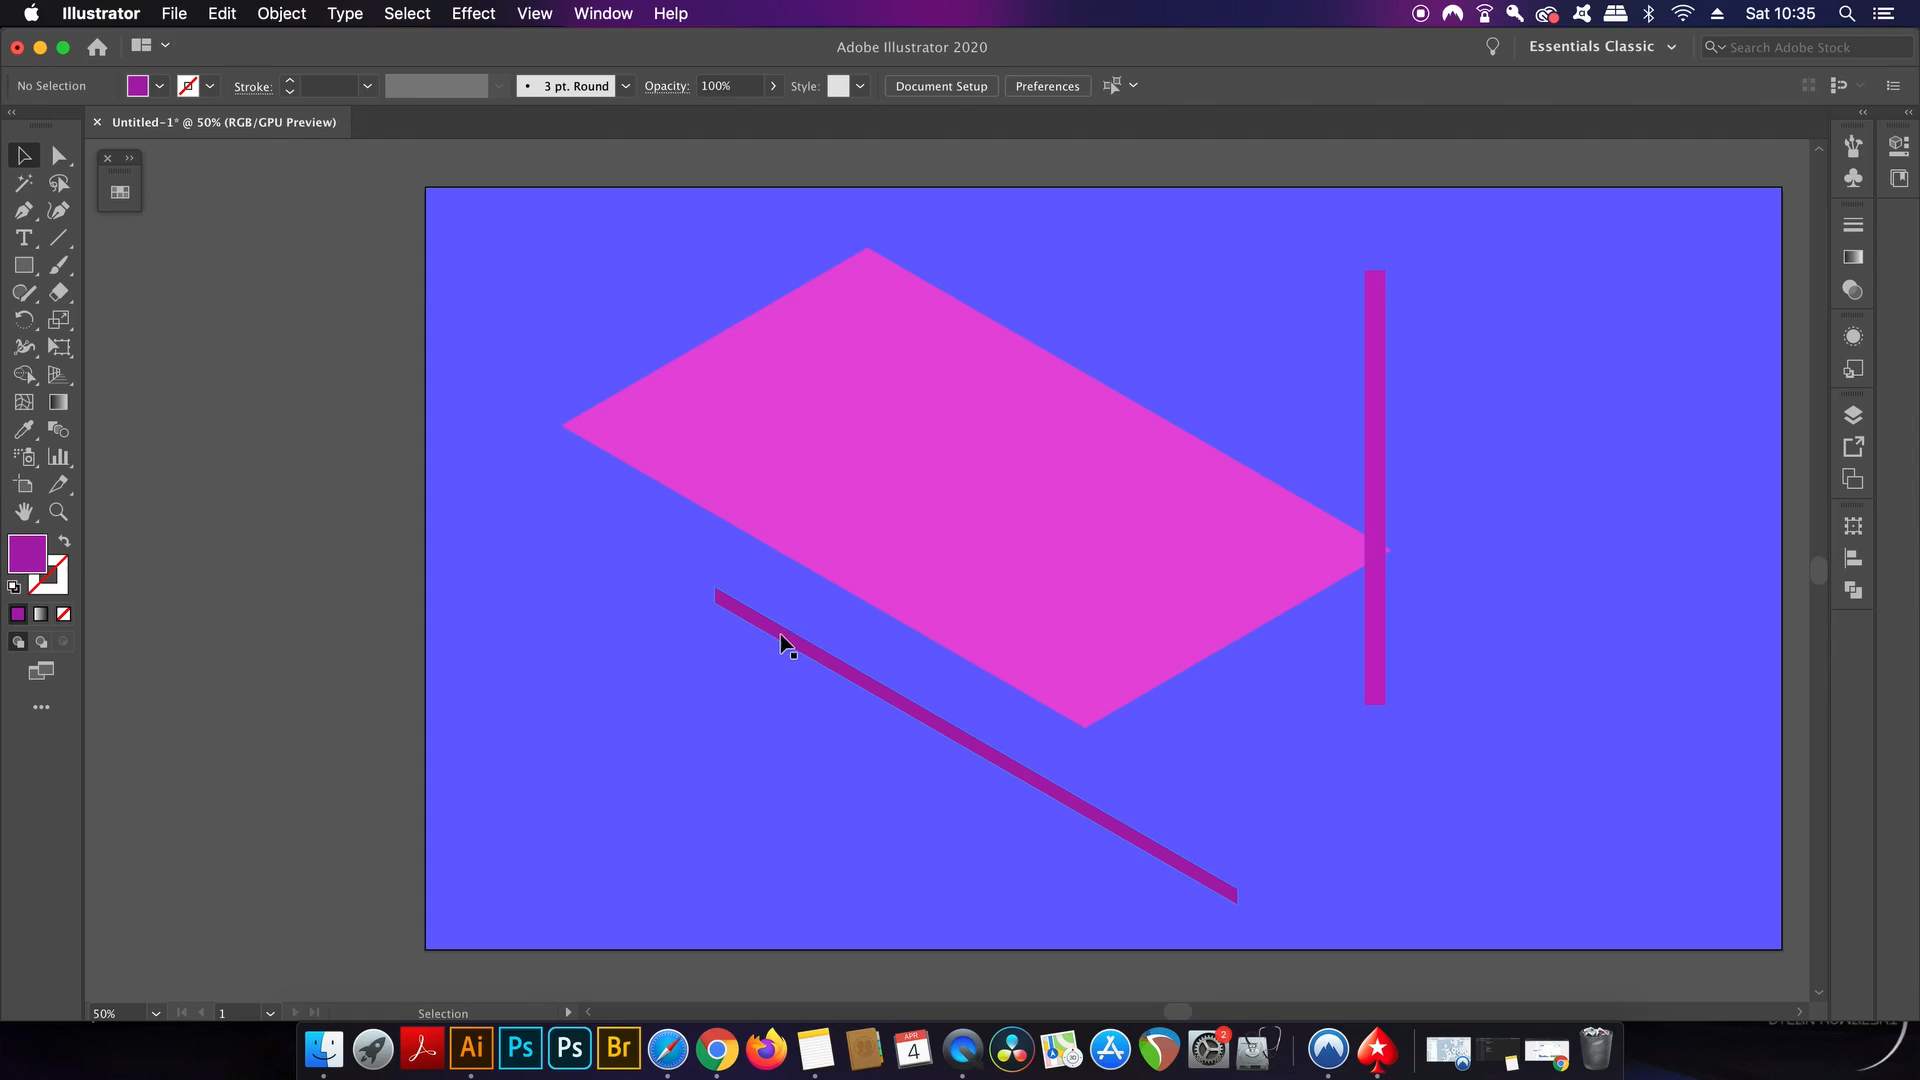 Illustrator File Edit Object Type Select Effect View Window Help
Sat 10:35
Adobe Illustrator 2020
Essentials Classic
Search Adobe Stock
No Selection
Stroke:
3 pt. Round
Opacity: 100%
Style:
Document Setup
Preferences
Untitled-1* @ 50% (RGB/GPU Preview)
50%
1
Selection
Ai
Ps
Ps
Br
APR
4
2